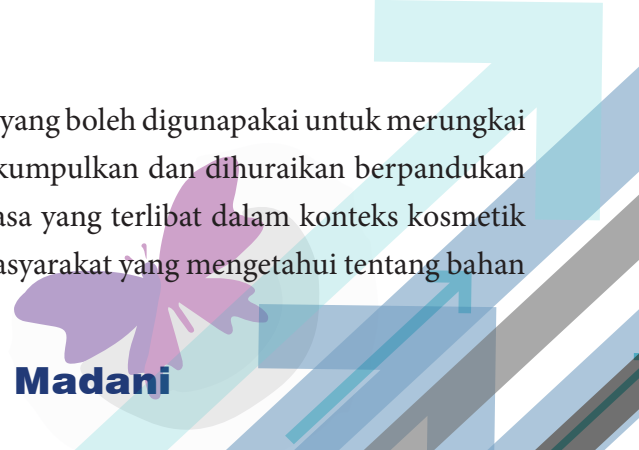 yang boleh digunapakai untuk merungkai
kumpulkan dan dihuraikan berpandukan
asa yang terlibat dalam konteks kosmetik
asyarakat yang mengetahui tentang bahan
Madani